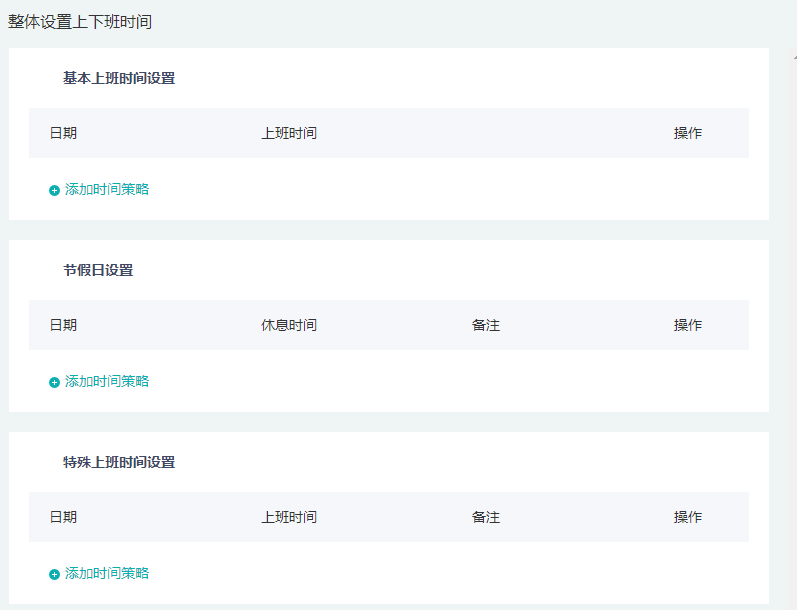 整体设置上下班时间
基本上班时间设置
日期 上班时间 操作
添加时间策略
节假日设置
日期 休息时间 备注 操作
添加时间策略
特殊上班时间设置
日期 上班时间 备注 操作
添加时间策略